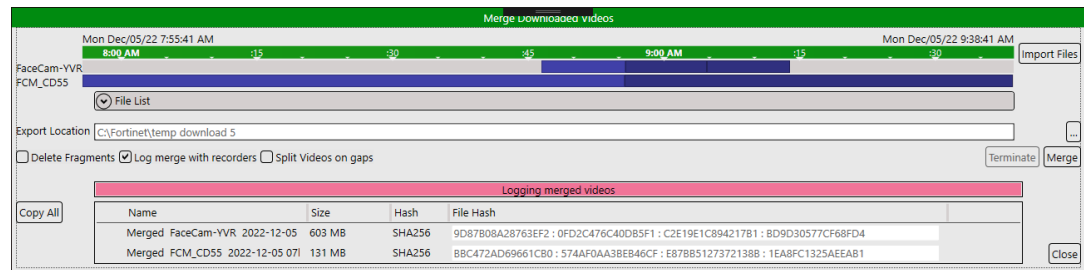 Merge Downloaded Videos
Mon Dec/05/22 7:55:41 AM Mon Dec/05/22 9:38:41 AM
8:00 AM :15 :30 :45 9:00 AM :15 :30
Import Files
FaceCam-YVR
FCM_CD55
File List
Export Location C:\Fortinet\temp download 5 ...
Delete Fragments Log merge with recorders Split Videos on gaps Terminate Merge
Logging merged videos
Copy All Name Size Hash File Hash
Merged FaceCam-YVR 2022-12-05 603 MB SHA256 9D87B08A28763EF2 : 0FD2C476C40DB5F1 : C2E19E1C894217B1 : BD9D30577CF68FD4
Merged FCM_CD55 2022-12-05 07 131 MB SHA256 BBC472AD69661CB0 : 574AF0AA3BEB46CF : E87BB5127372138B : 1EA8FC1325AEEAB1
Close